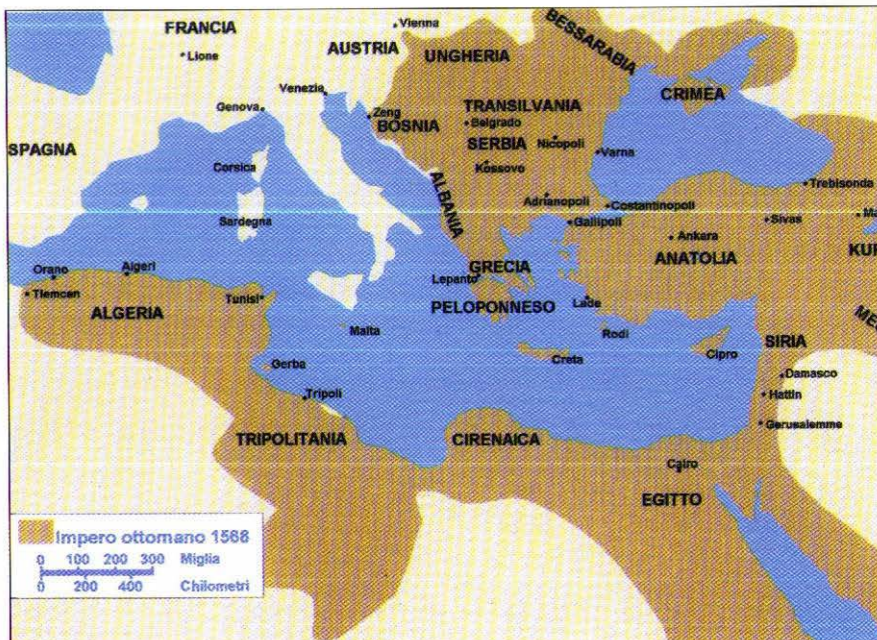 FRANCIA
Vienna
BESSARABIA
Lione
AUSTRIA
UNGHERIA
Venezia
CRIMEA
Genova
Zeng
TRANSILVANIA
BOSNIA
Belgrado
SERBIA
Nicopoli
SPAGNA
Varna
Corsica
Kossovo
Trebisonda
ALBANIA
Adrianopoli
Costantinopoli
Sardegna
Gallipoli
Sivas
Ma
Ankara
KUR
ANATOLIA
Orano
Algeri
GRECIA
Lepanto
Tlemcen
Tunisi
PELOPONNESO
Lade
ALGERIA
Malta
Rodi
SIRIA
Creta
Cipro
Gerba
Damasco
Tripoli
Hattin
Gerusalemme
TRIPOLITANIA
CIRENAICA
Cairo
EGITTO
Impero ottomano 1568
0 100 200 300 Miglia
0 200 400 Chilometri